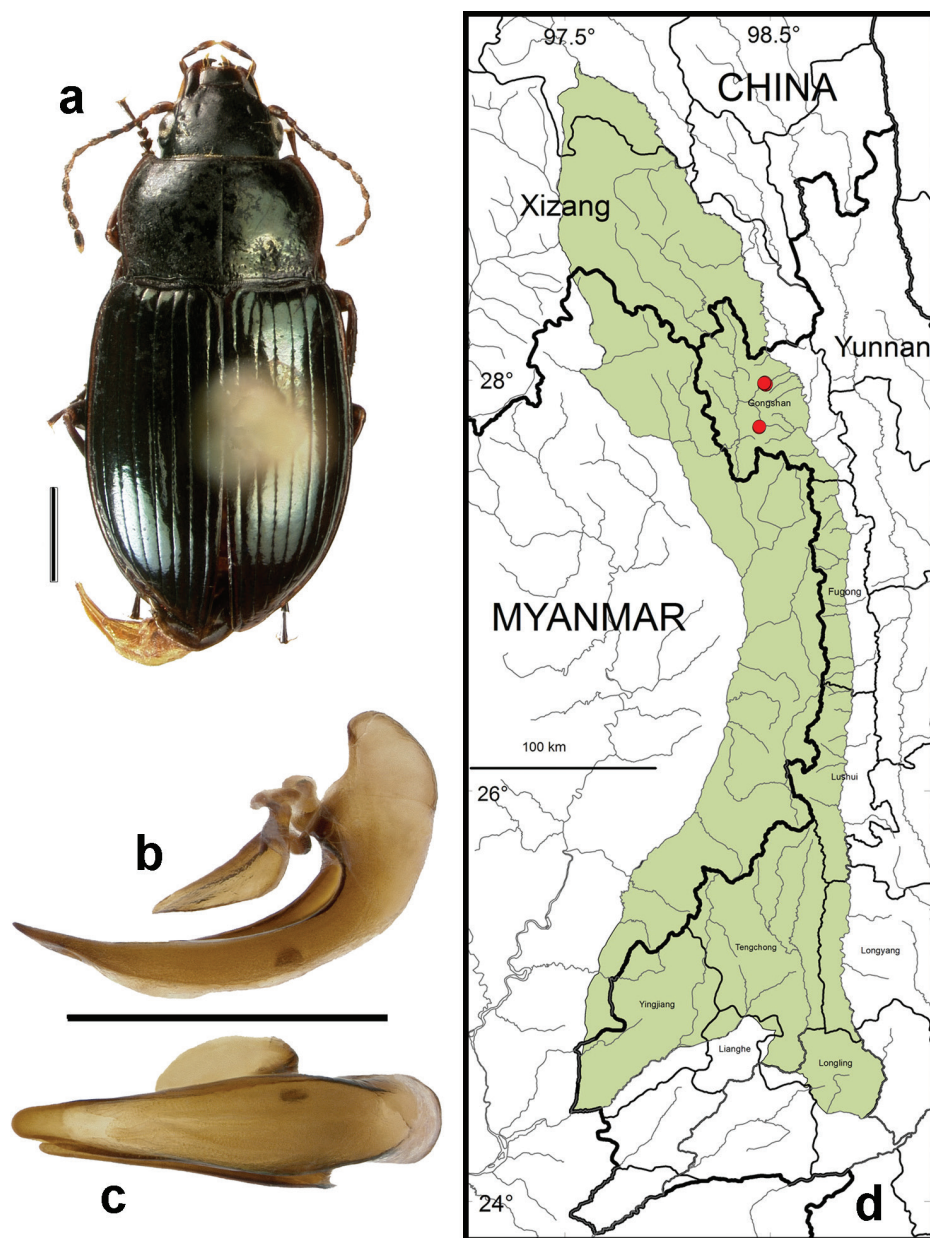 a
97.5° 98.5°
CHINA
Xizang
Yunnan
28°
Gongshan
Fugong
MYANMAR
100 km
26°
Lushui
b
Tengchong
Longyang
Yingjiang
Lianghe
Longling
c
24°
d